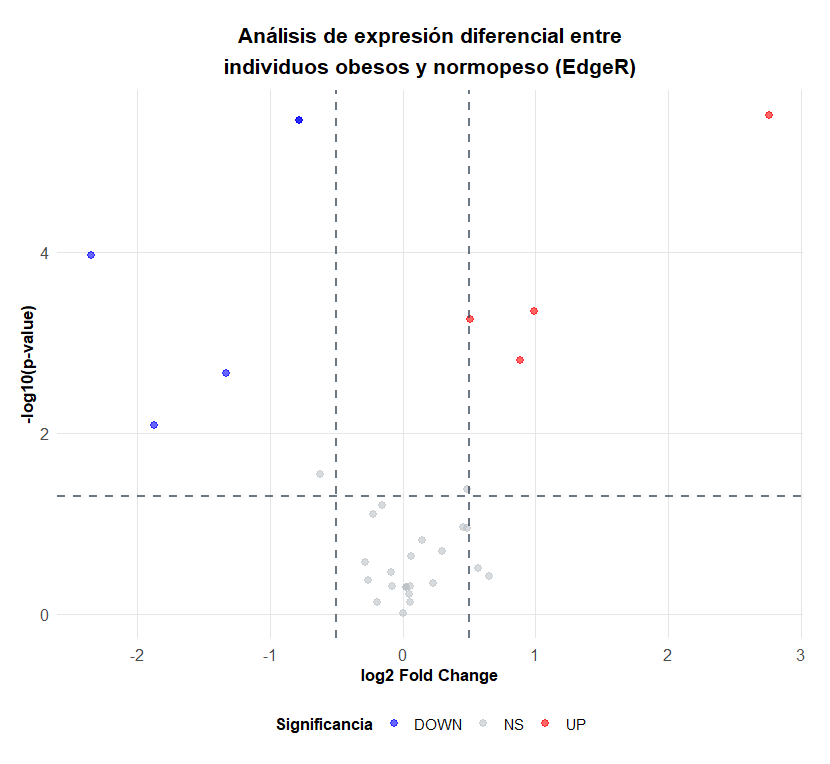 Análisis de expresión diferencial entre
individuos obesos y normopeso (EdgeR)
-log10(p-value)
4
2
0
-2
-1
0
1
2
3
log2 Fold Change
Significancia DOWN NS UP